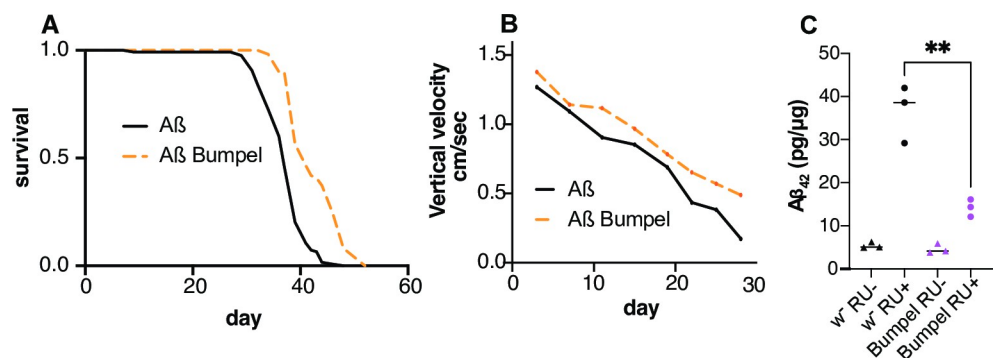 A
1.0
0.5
0.0
survival
Aß
Aß Bumpel
0
20
40
60
day
B
1.5
1.0
0.5
0.0
Vertical velocity
cm/sec
Aß
Aß Bumpel
0
10
20
30
day
C
**
50
40
30
20
10
0
Aß42 (pg/µg)
w- RU-
w- RU+
Bumpel RU-
Bumpel RU+